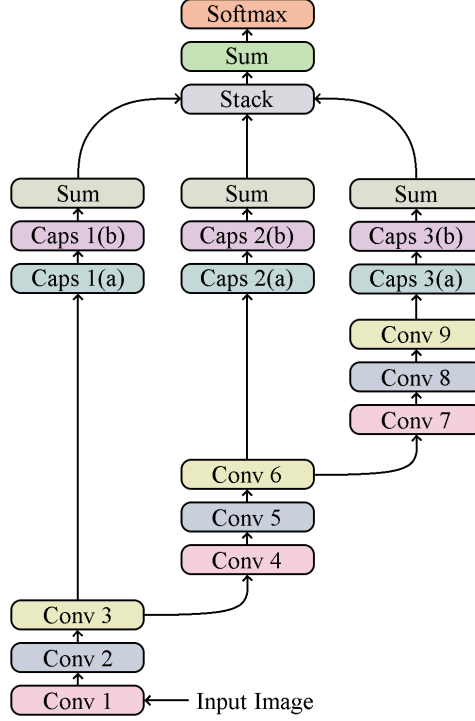 Softmax
Sum
Stack
Sum Sum Sum
Caps 1(b) Caps 2(b) Caps 3(b)
Caps 1(a) Caps 2(a) Caps 3(a)
Conv 9
Conv 8
Conv 7
Conv 6
Conv 5
Conv 4
Conv 3
Conv 2
Conv 1 Input Image